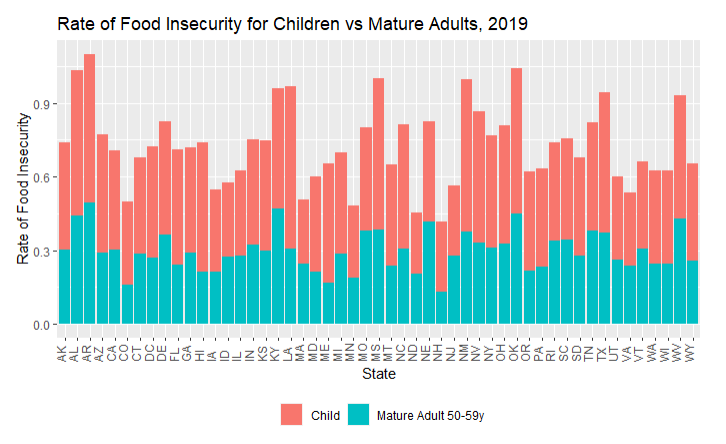 Rate of Food Insecurity for Children vs Mature Adults, 2019
Rate of Food Insecurity
0.9
0.6
0.3
0.0
AK AL AR AZ CA CO CT DC DE FL GA HI IA ID IL IN KS KY LA MA MD ME MI MN MO MS MT NC ND NE NH NJ NM NV NY OH OK OR PA RI SC SD TN TX UT VA VT WA WI WV WY
State
Child Mature Adult 50-59y